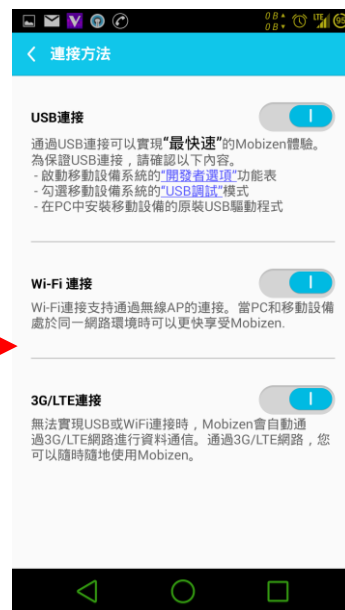 0 B
0 B
LTE
連接方法
USB連接
通過USB連接可以實現"最快速"的Mobizen體驗。
為保證USB連接，請確認以下內容。
- 啟動移動設備系統的"開發者選項"功能表
- 勾選移動設備系統的"USB調試"模式
- 在PC中安裝移動設備的原裝USB驅動程式
Wi-Fi 連接
Wi-Fi連接支持通過無線AP的連接。當PC和移動設備
處於同一網路環境時可以更快享受Mobizen.
3G/LTE連接
無法實現USB或WiFi連接時，Mobizen會自動通
過3G/LTE網路進行資料通信。通過3G/LTE網路，您
可以隨時隨地使用Mobizen。